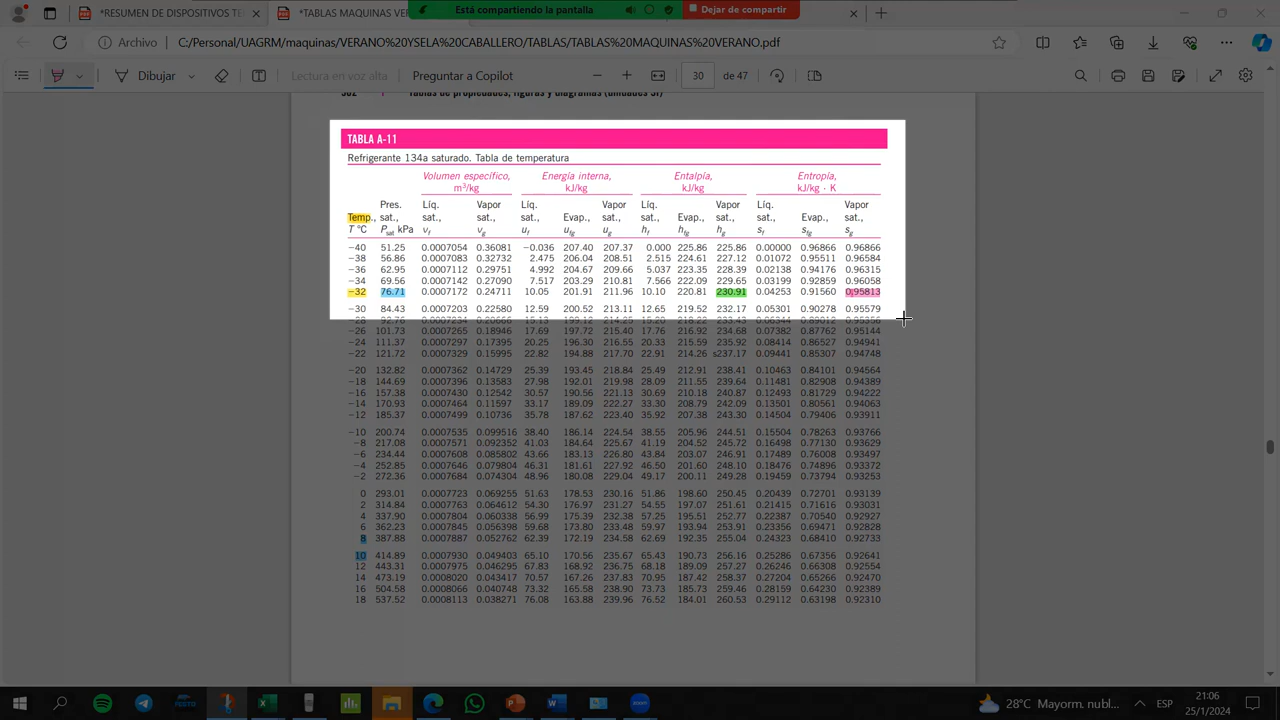 *RESUMEN DE DISPOSITIVOS TE
*TABLAS MAQUINAS VE
Está compartiendo la pantalla
Dejar de compartir
Archivo
C:/Personal/UAGRM/maquinas/VERANO%20YSELA%20CABALLERO/TABLAS/TABLAS%20MAQUINAS%20VERANO.pdf
Dibujar
Lectura en voz alta
Preguntar a Copilot
30
de 47
Tablas de propiedades, figuras y diagramas (unidades SI)
TABLA A-11
Refrigerante 134a saturado. Tabla de temperatura
Volumen específico, Energía interna, Entalpía, Entropía,
m³/kg kJ/kg kJ/kg kJ/kg · K
Pres. Líq. Vapor Líq. Vapor Líq. Vapor Líq. Vapor
Temp., sat., sat., sat., sat., Evap., sat., sat., Evap., sat., sat., Evap., sat.,
T °C Psat kPa vf vg uf ufg ug hf hfg hg sf sfg sg
−40 51.25 0.0007054 0.36081 −0.036 207.40 207.37 0.000 225.86 225.86 0.00000 0.96866 0.96866
−38 56.86 0.0007083 0.32732 2.475 206.04 208.51 2.515 224.61 227.12 0.01072 0.95511 0.96584
−36 62.95 0.0007112 0.29751 4.992 204.67 209.66 5.037 223.35 228.39 0.02138 0.94176 0.96315
−34 69.56 0.0007142 0.27090 7.517 203.29 210.81 7.566 222.09 229.65 0.03199 0.92859 0.96058
−32 76.71 0.0007172 0.24711 10.05 201.91 211.96 10.10 220.81 230.91 0.04253 0.91560 0.95813
−30 84.43 0.0007203 0.22580 12.59 200.52 213.11 12.65 219.52 232.17 0.05301 0.90278 0.95579
−26 101.73 0.0007265 0.18946 17.69 197.72 215.40 17.76 216.92 234.68 0.07382 0.87762 0.95144
−24 111.37 0.0007297 0.17395 20.25 196.30 216.55 20.33 215.59 235.92 0.08414 0.86527 0.94941
−22 121.72 0.0007329 0.15995 22.82 194.88 217.70 22.91 214.26 s237.17 0.09441 0.85307 0.94748
−20 132.82 0.0007362 0.14729 25.39 193.45 218.84 25.49 212.91 238.41 0.10463 0.84101 0.94564
−18 144.69 0.0007396 0.13583 27.98 192.01 219.98 28.09 211.55 239.64 0.11481 0.82908 0.94389
−16 157.38 0.0007430 0.12542 30.57 190.56 221.13 30.69 210.18 240.87 0.12493 0.81729 0.94222
−14 170.93 0.0007464 0.11597 33.17 189.09 222.27 33.30 208.79 242.09 0.13501 0.80561 0.94063
−12 185.37 0.0007499 0.10736 35.78 187.62 223.40 35.92 207.38 243.30 0.14504 0.79406 0.93911
−10 200.74 0.0007535 0.099516 38.40 186.14 224.54 38.55 205.96 244.51 0.15504 0.78263 0.93766
−8 217.08 0.0007571 0.092352 41.03 184.64 225.67 41.19 204.52 245.72 0.16498 0.77130 0.93629
−6 234.44 0.0007608 0.085802 43.66 183.13 226.80 43.84 203.07 246.91 0.17489 0.76008 0.93497
−4 252.85 0.0007646 0.079804 46.31 181.61 227.92 46.50 201.60 248.10 0.18476 0.74896 0.93372
−2 272.36 0.0007684 0.074304 48.96 180.08 229.04 49.17 200.11 249.28 0.19459 0.73794 0.93253
0 293.01 0.0007723 0.069255 51.63 178.53 230.16 51.86 198.60 250.45 0.20439 0.72701 0.93139
2 314.84 0.0007763 0.064612 54.30 176.97 231.27 54.55 197.07 251.61 0.21415 0.71616 0.93031
4 337.90 0.0007804 0.060338 56.99 175.39 232.38 57.25 195.51 252.77 0.22387 0.70540 0.92927
6 362.23 0.0007845 0.056398 59.68 173.80 233.48 59.97 193.94 253.91 0.23356 0.69471 0.92828
8 387.88 0.0007887 0.052762 62.39 172.19 234.58 62.69 192.35 255.04 0.24323 0.68410 0.92733
10 414.89 0.0007930 0.049403 65.10 170.56 235.67 65.43 190.73 256.16 0.25286 0.67356 0.92641
12 443.31 0.0007975 0.046295 67.83 168.92 236.75 68.18 189.09 257.27 0.26246 0.66308 0.92554
14 473.19 0.0008020 0.043417 70.57 167.26 237.83 70.95 187.42 258.37 0.27204 0.65266 0.92470
16 504.58 0.0008066 0.040748 73.32 165.58 238.90 73.73 185.73 259.46 0.28159 0.64230 0.92389
18 537.52 0.0008113 0.038271 76.08 163.88 239.96 76.52 184.01 260.53 0.29112 0.63198 0.92310
28°C Mayorm. nubl...
ESP
21:06
25/1/2024